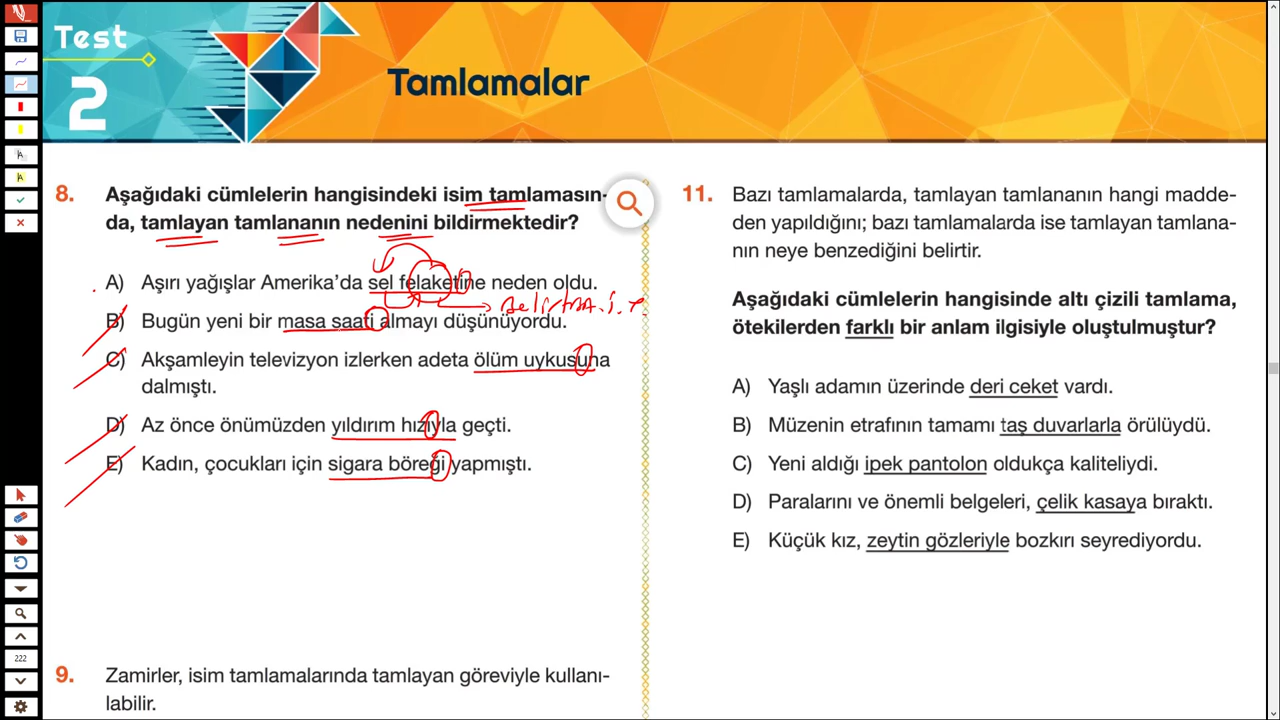 Test
2
Tamlamalar
8. Aşağıdaki cümlelerin hangisindeki isim tamlamasın-
da, tamlayan tamlananın nedenini bildirmektedir?
A) Aşırı yağışlar Amerika'da sel felaketine neden oldu.
B) Bugün yeni bir masa saati almayı düşünüyordu.
C) Akşamleyin televizyon izlerken adeta ölüm uykusuna
dalmıştı.
D) Az önce önümüzden yıldırım hızıyla geçti.
E) Kadın, çocukları için sigara böreği yapmıştı.
9. Zamirler, isim tamlamalarında tamlayan göreviyle kullanı-
labilir.
11. Bazı tamlamalarda, tamlayan tamlananın hangi madde-
den yapıldığını; bazı tamlamalarda ise tamlayan tamlana-
nın neye benzediğini belirtir.
Aşağıdaki cümlelerin hangisinde altı çizili tamlama,
ötekilerden farklı bir anlam ilgisiyle oluştulmuştur?
A) Yaşlı adamın üzerinde deri ceket vardı.
B) Müzenin etrafının tamamı taş duvarlarla örülüydü.
C) Yeni aldığı ipek pantolon oldukça kaliteliydi.
D) Paralarını ve önemli belgeleri, çelik kasaya bıraktı.
E) Küçük kız, zeytin gözleriyle bozkırı seyrediyordu.
222